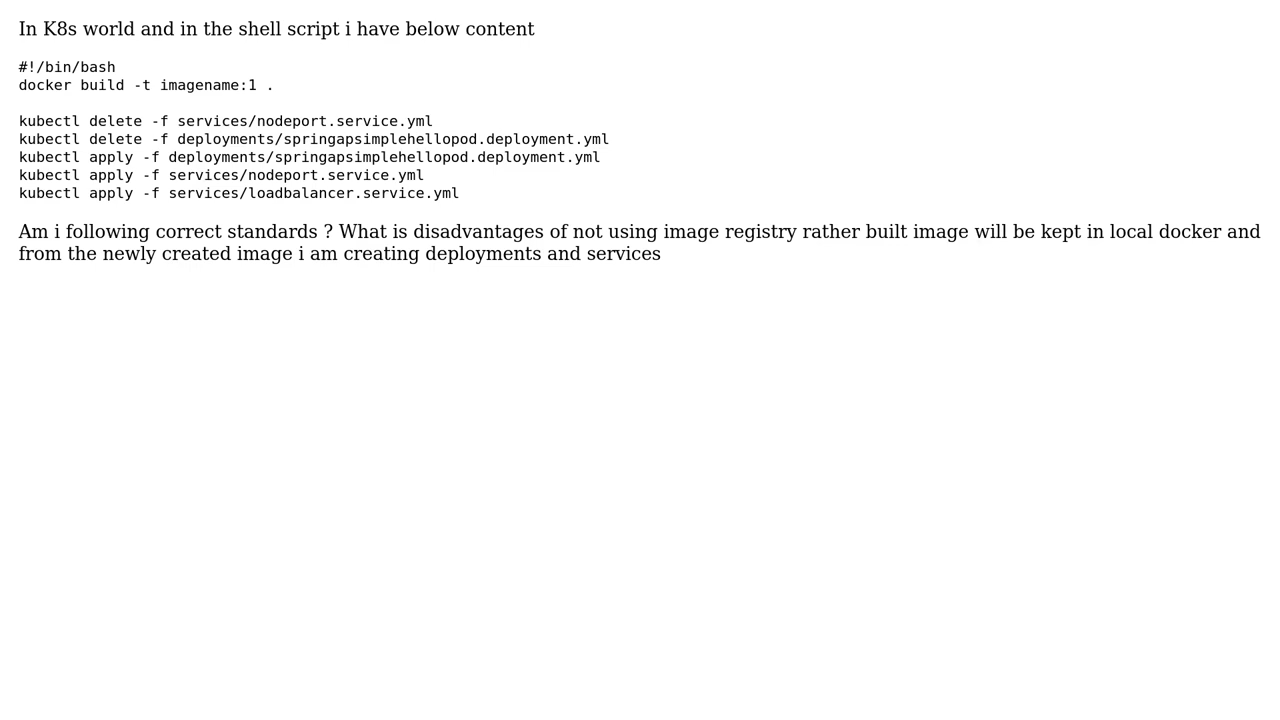 In K8s world and in the shell script i have below content
#!/bin/bash
docker build -t imagename:1 .
kubectl delete -f services/nodeport.service.yml
kubectl delete -f deployments/springapsimplehellopod.deployment.yml
kubectl apply -f deployments/springapsimplehellopod.deployment.yml
kubectl apply -f services/nodeport.service.yml
kubectl apply -f services/loadbalancer.service.yml
Am i following correct standards ? What is disadvantages of not using image registry rather built image will be kept in local docker and
from the newly created image i am creating deployments and services